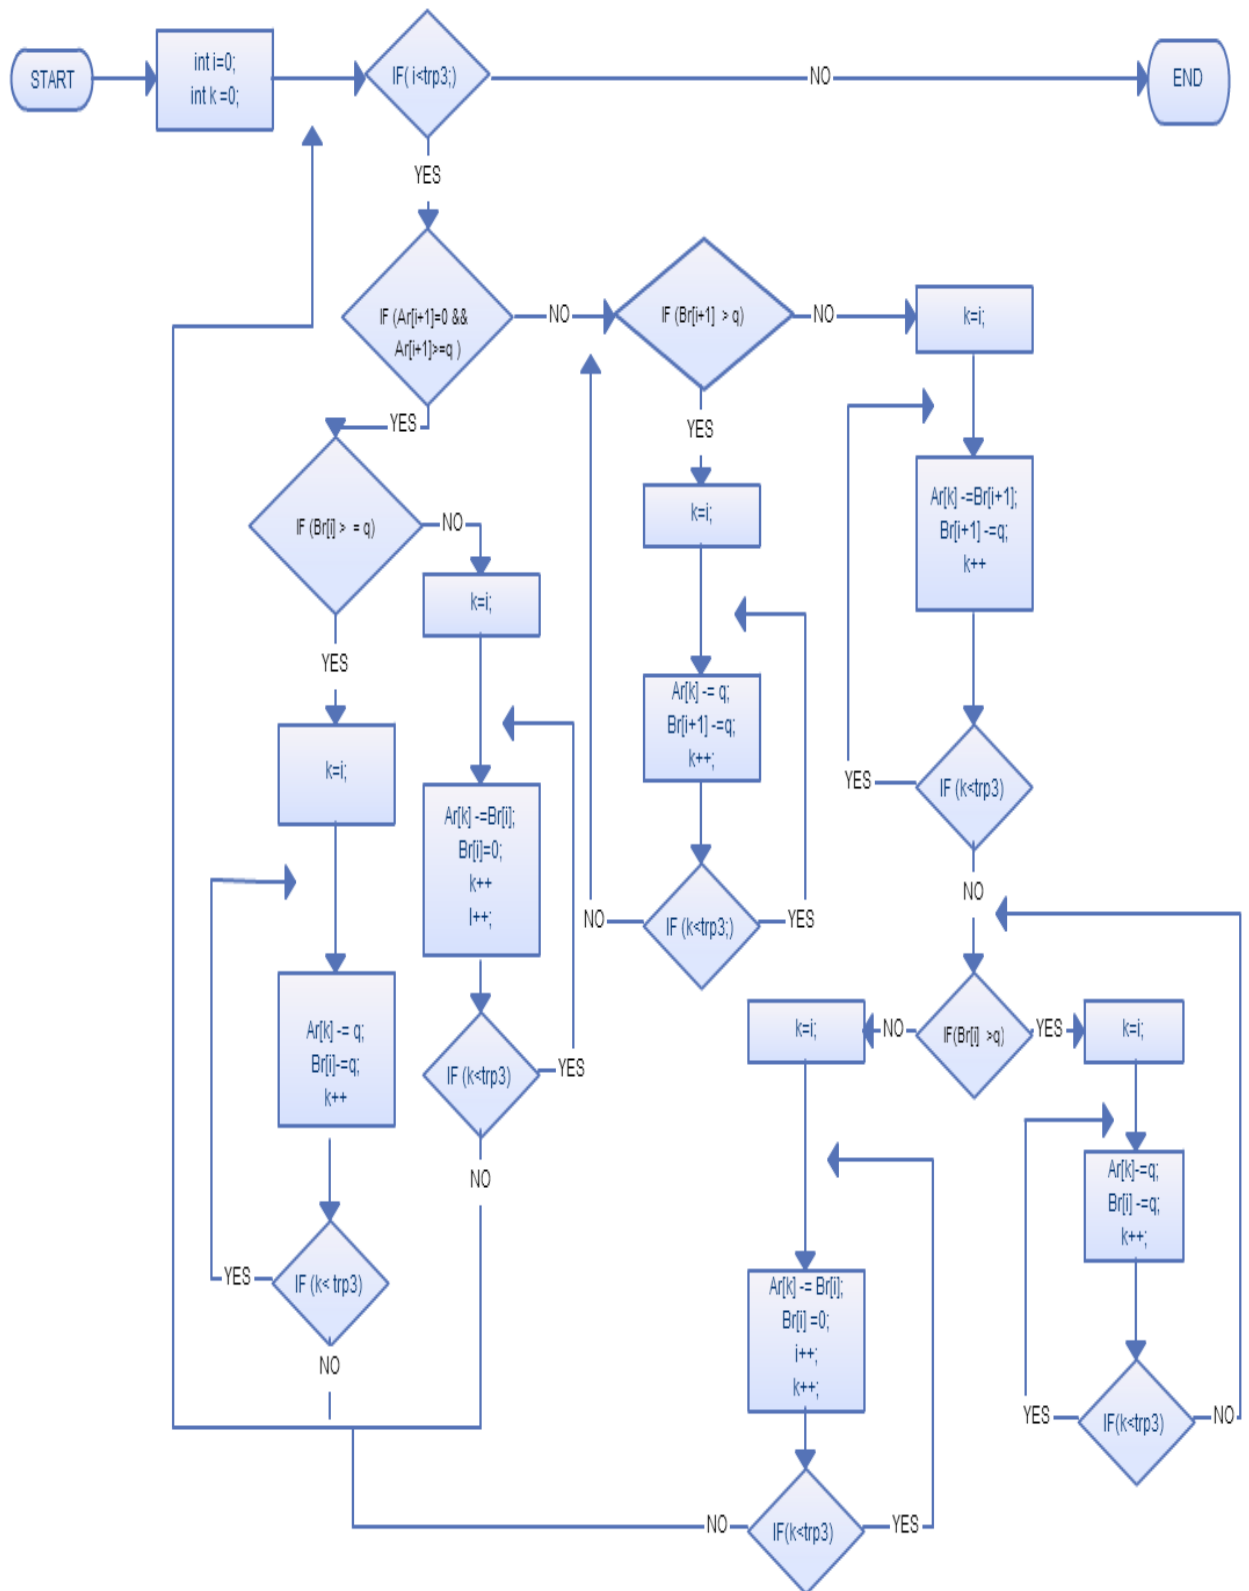 START
int i=0;
int k =0;
IF( i<trp3;)
NO
END
YES
IF (Ar[i+1]=0 &&
Ar[i+1]>=q )
NO
IF (Br[i+1] > q)
NO
k=i;
YES
YES
IF (Br[i] > = q)
NO
k=i;
YES
k=i;
Ar[k] -=Br[i];
Br[i]=0;
k++
I++;
IF (k<trp3)
YES
NO
Ar[k] -= q;
Br[i]-=q;
k++
IF (k< trp3)
YES
NO
k=i;
Ar[k] -= q;
Br[i+1] -=q;
k++;
IF (k<trp3;)
NO
YES
Ar[k] -=Br[i+1];
Br[i+1] -=q;
k++
IF (k<trp3)
YES
NO
IF(Br[i] >q)
NO
YES
k=i;
k=i;
Ar[k] -= Br[i];
Br[i] =0;
i++;
k++;
IF(k<trp3)
NO
YES
Ar[k]-=q;
Br[i] -=q;
k++;
IF(k<trp3)
YES
NO